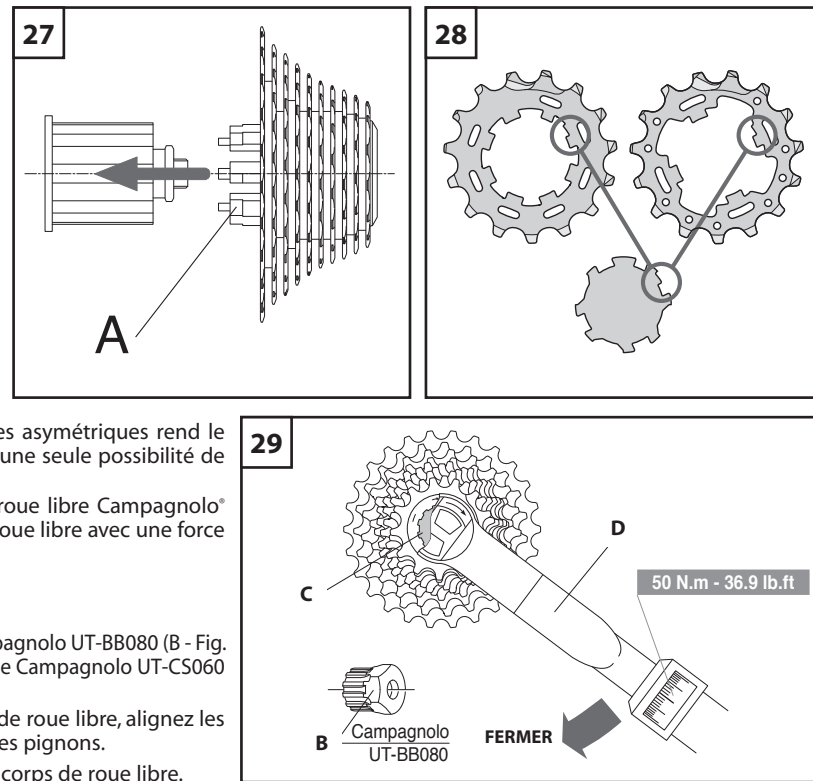 27
A
28
es asymétriques rend le
une seule possibilité de
roue libre Campagnolo®
oue libre avec une force
pagnolo UT-BB080 (B - Fig.
e Campagnolo UT-CS060
de roue libre, alignez les
es pignons.
corps de roue libre.
29
D
C
50 N.m - 36.9 lb.ft
B
Campagnolo
UT-BB080
FERMER